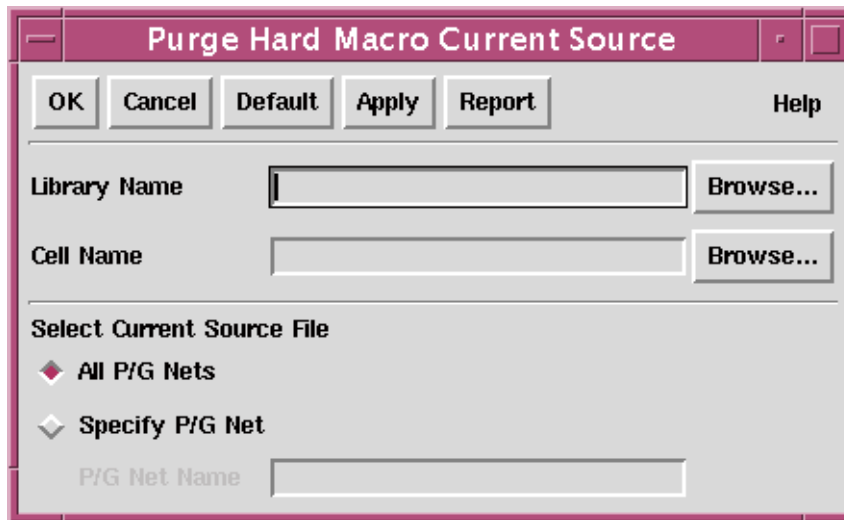 Purge Hard Macro Current Source
OK Cancel Default Apply Report Help
Library Name Browse...
Cell Name Browse...
Select Current Source File
All P/G Nets
Specify P/G Net
P/G Net Name